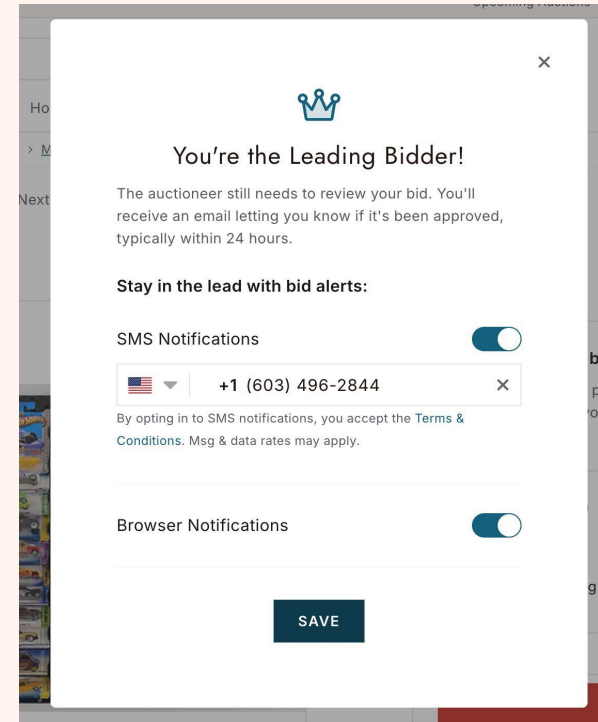 Upcoming Auctions
Ho
> M
Next
You're the Leading Bidder!
The auctioneer still needs to review your bid. You'll
receive an email letting you know if it's been approved,
typically within 24 hours.
Stay in the lead with bid alerts:
SMS Notifications
+1 (603) 496-2844
By opting in to SMS notifications, you accept the Terms &
Conditions. Msg & data rates may apply.
Browser Notifications
SAVE